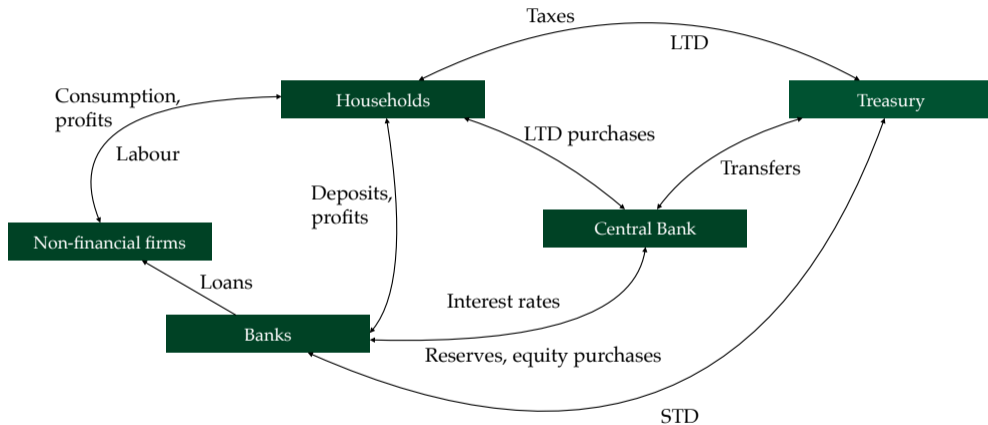 Taxes
LTD
Households
Treasury
Consumption,
profits
Labour
LTD purchases
Transfers
Deposits,
profits
Non-financial firms
Central Bank
Loans
Interest rates
Banks
Reserves, equity purchases
STD